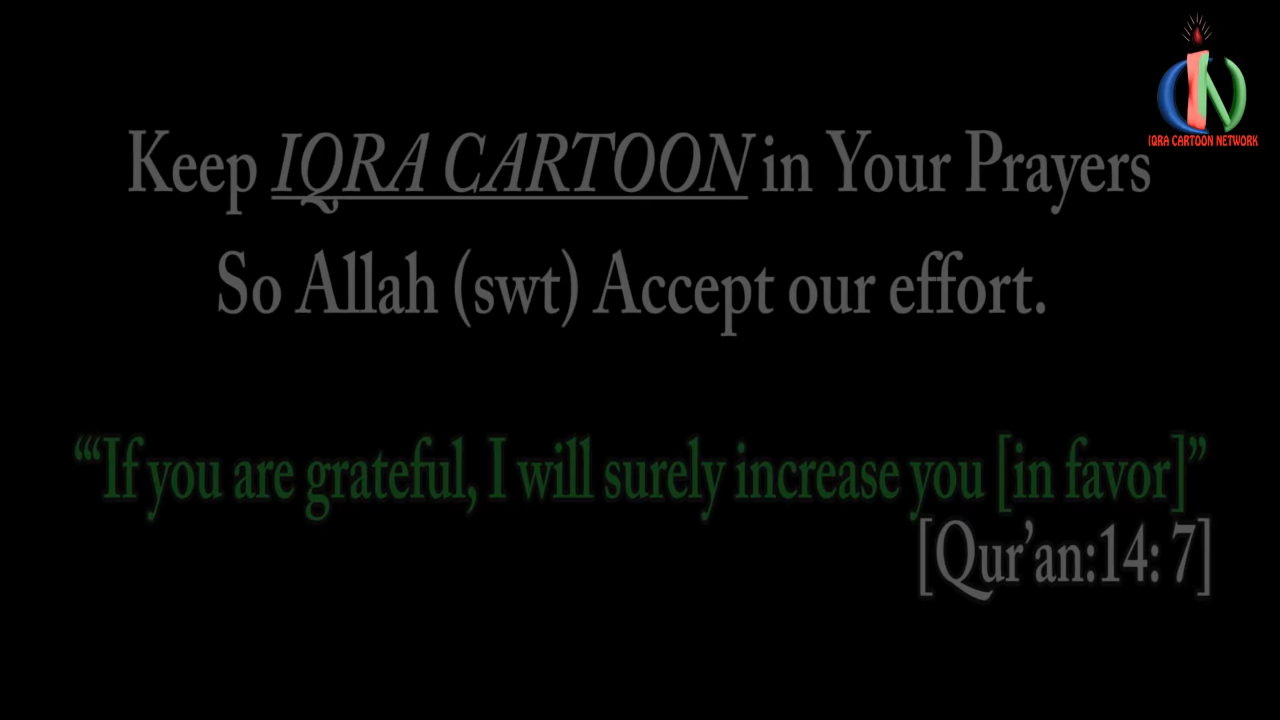 IQRA CARTOON NETWORK
Keep IQRA CARTOON in Your Prayers
So Allah (swt) Accept our effort.
“‘If you are grateful, I will surely increase you [in favor]”
[Qur’an:14: 7]